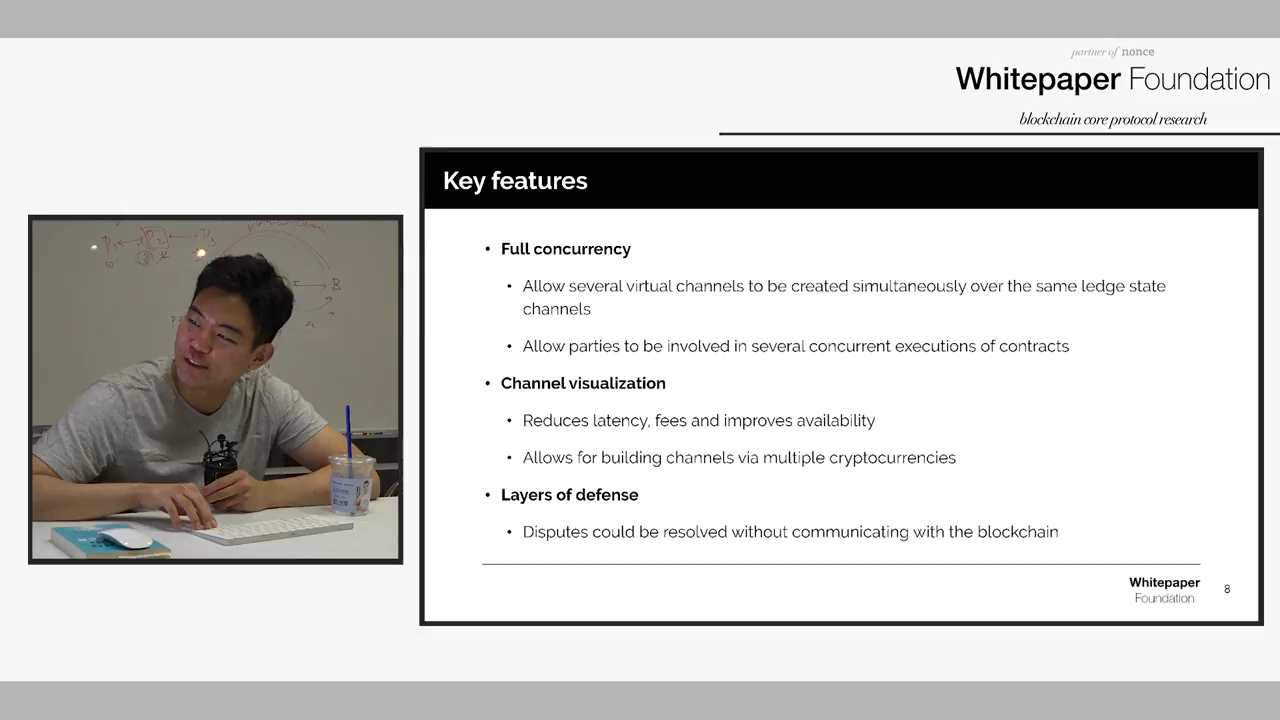 partner of nonce
Whitepaper Foundation
blockchain core protocol research
Key features
• Full concurrency
• Allow several virtual channels to be created simultaneously over the same ledge state
channels
• Allow parties to be involved in several concurrent executions of contracts
• Channel visualization
• Reduces latency, fees and improves availability
• Allows for building channels via multiple cryptocurrencies
• Layers of defense
• Disputes could be resolved without communicating with the blockchain
Whitepaper
Foundation
8
P1
P2
P3
B